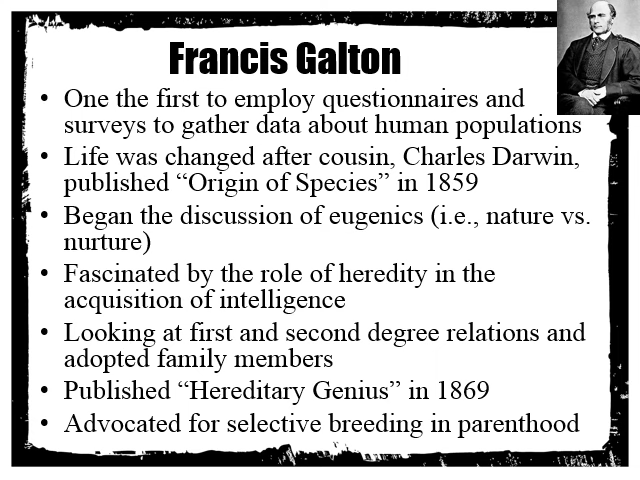 Francis Galton
• One the first to employ questionnaires and
surveys to gather data about human populations
• Life was changed after cousin, Charles Darwin,
published “Origin of Species” in 1859
• Began the discussion of eugenics (i.e., nature vs.
nurture)
• Fascinated by the role of heredity in the
acquisition of intelligence
• Looking at first and second degree relations and
adopted family members
• Published “Hereditary Genius” in 1869
• Advocated for selective breeding in parenthood